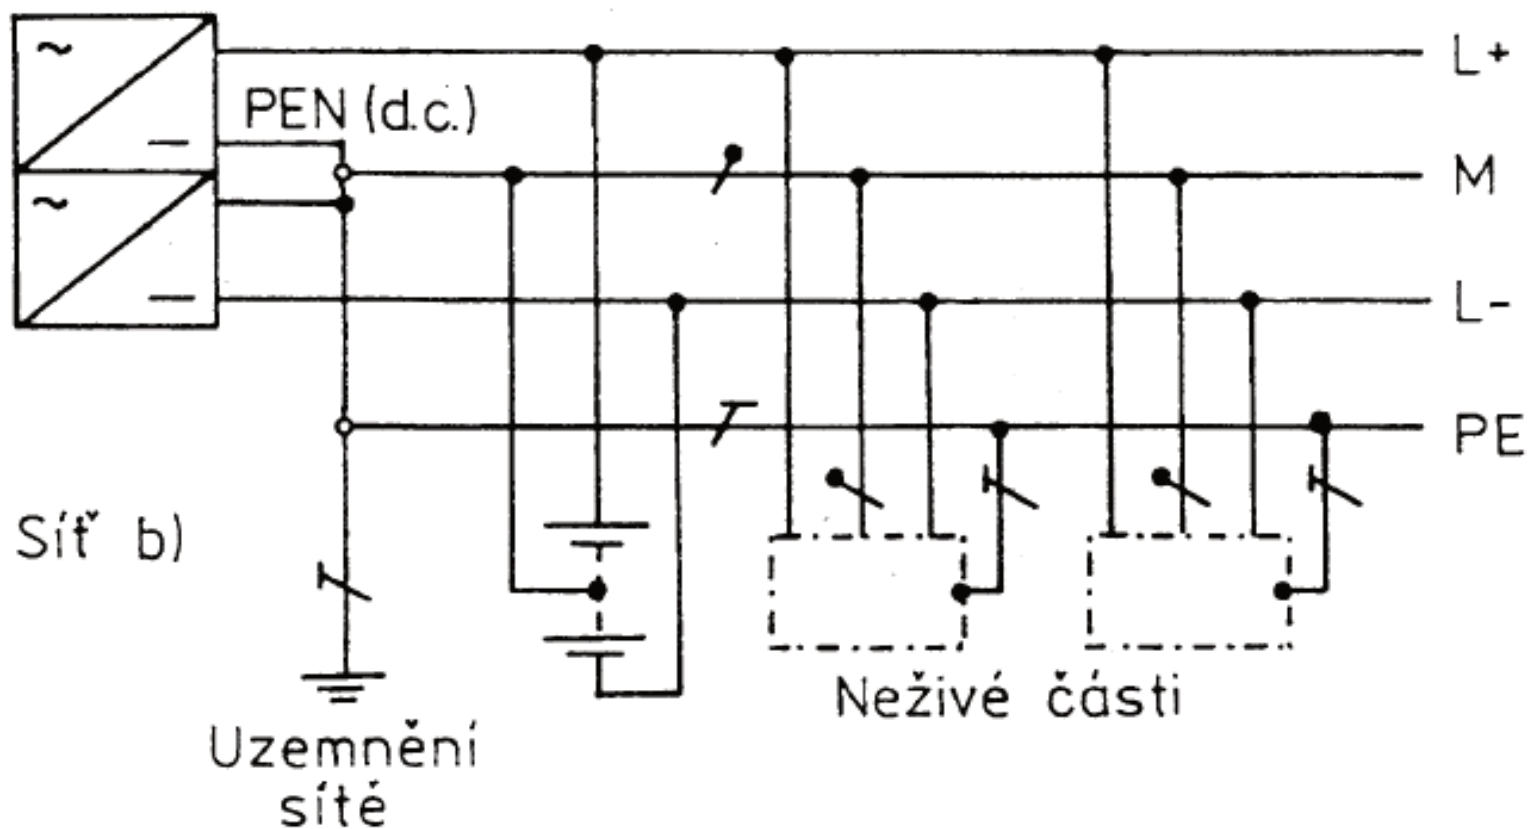 L+
PEN (d.c.)
M
L-
PE
Síť b)
Neživé části
Uzemnění
sítě